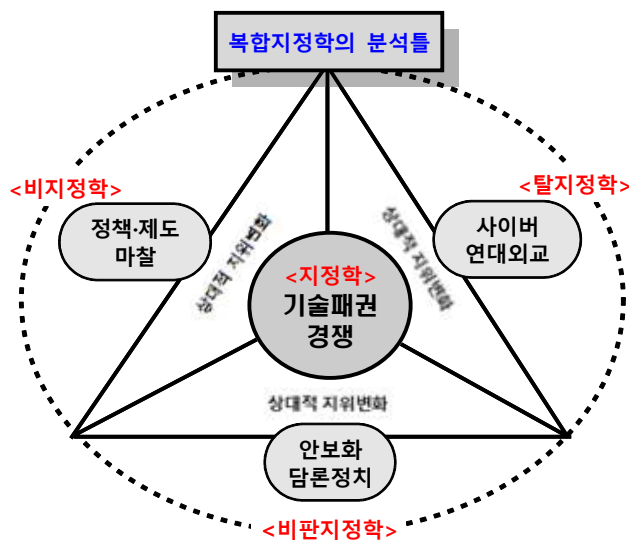 복합지정학의 분석틀
<비지정학>
<탈지정학>
정책·제도
마찰
사이버
연대외교
상대적 지위변화
상대적 지위변화
<지정학>
기술패권
경쟁
상대적 지위변화
안보화
담론정치
<비판지정학>